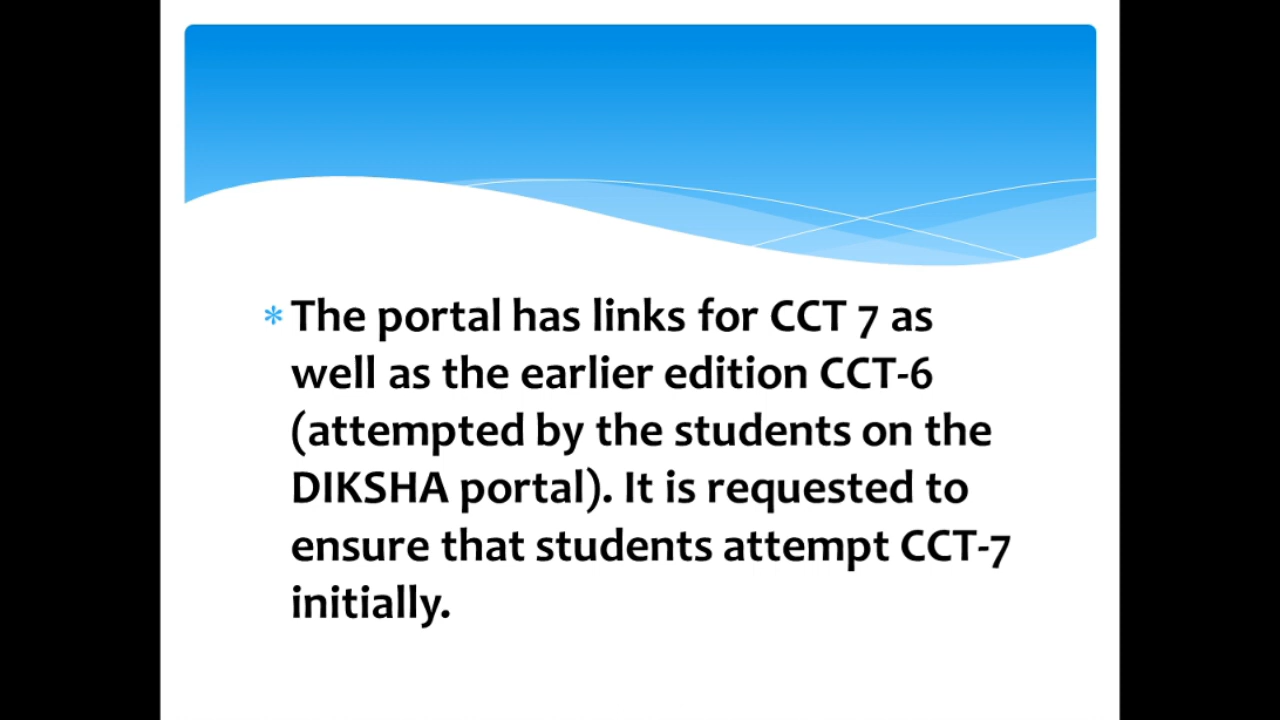 * The portal has links for CCT 7 as
well as the earlier edition CCT-6
(attempted by the students on the
DIKSHA portal). It is requested to
ensure that students attempt CCT-7
initially.